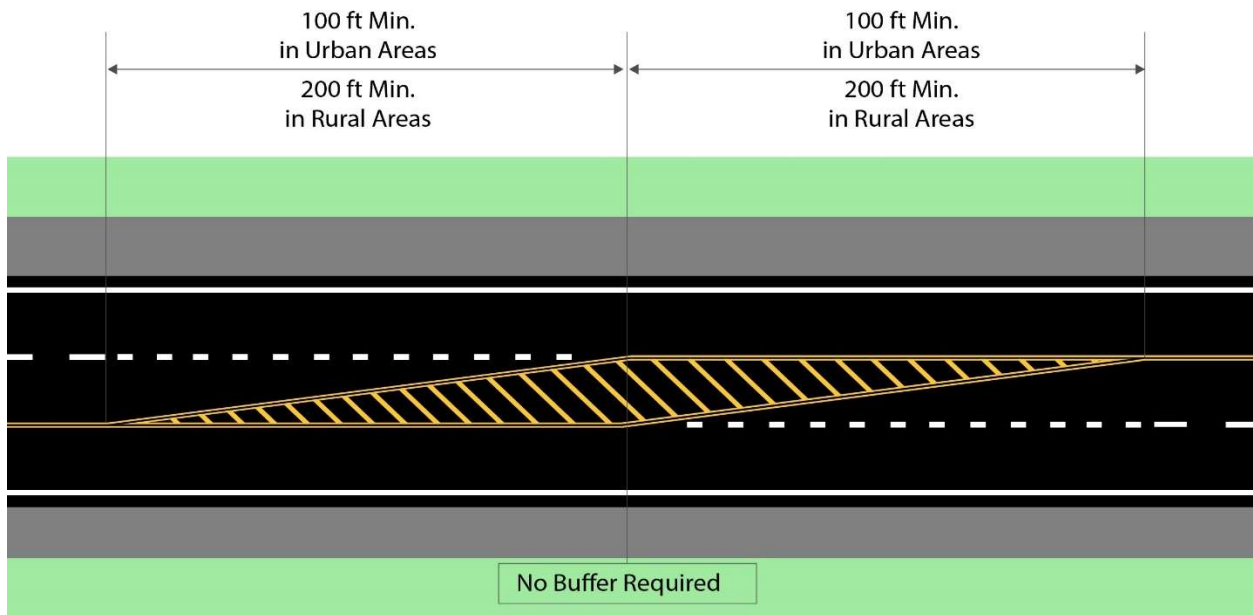 100 ft Min.
in Urban Areas
200 ft Min.
in Rural Areas
100 ft Min.
in Urban Areas
200 ft Min.
in Rural Areas
No Buffer Required